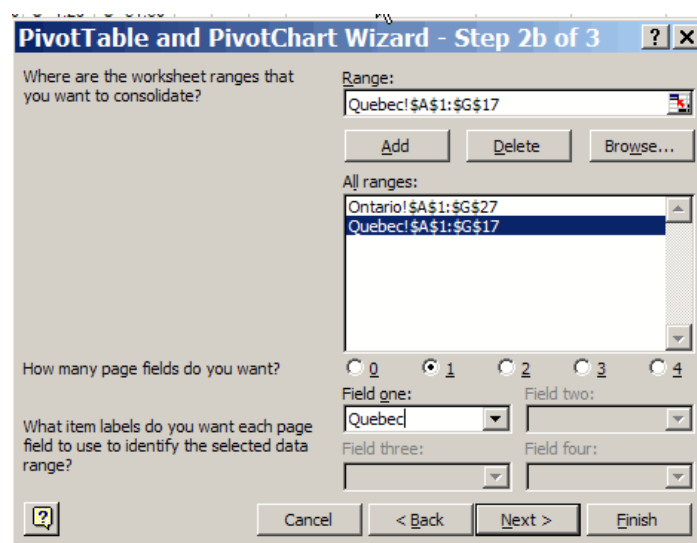 PivotTable and PivotChart Wizard - Step 2b of 3
? x
Where are the worksheet ranges that
you want to consolidate?
Range:
Quebec!$A$1:$G$17
Add Delete Browse...
All ranges:
Ontario!$A$1:$G$27
Quebec!$A$1:$G$17
How many page fields do you want?
0 1 2 3 4
What item labels do you want each page
field to use to identify the selected data
range?
Field one: Field two:
Quebec
Field three: Field four:
?
Cancel < Back Next > Finish